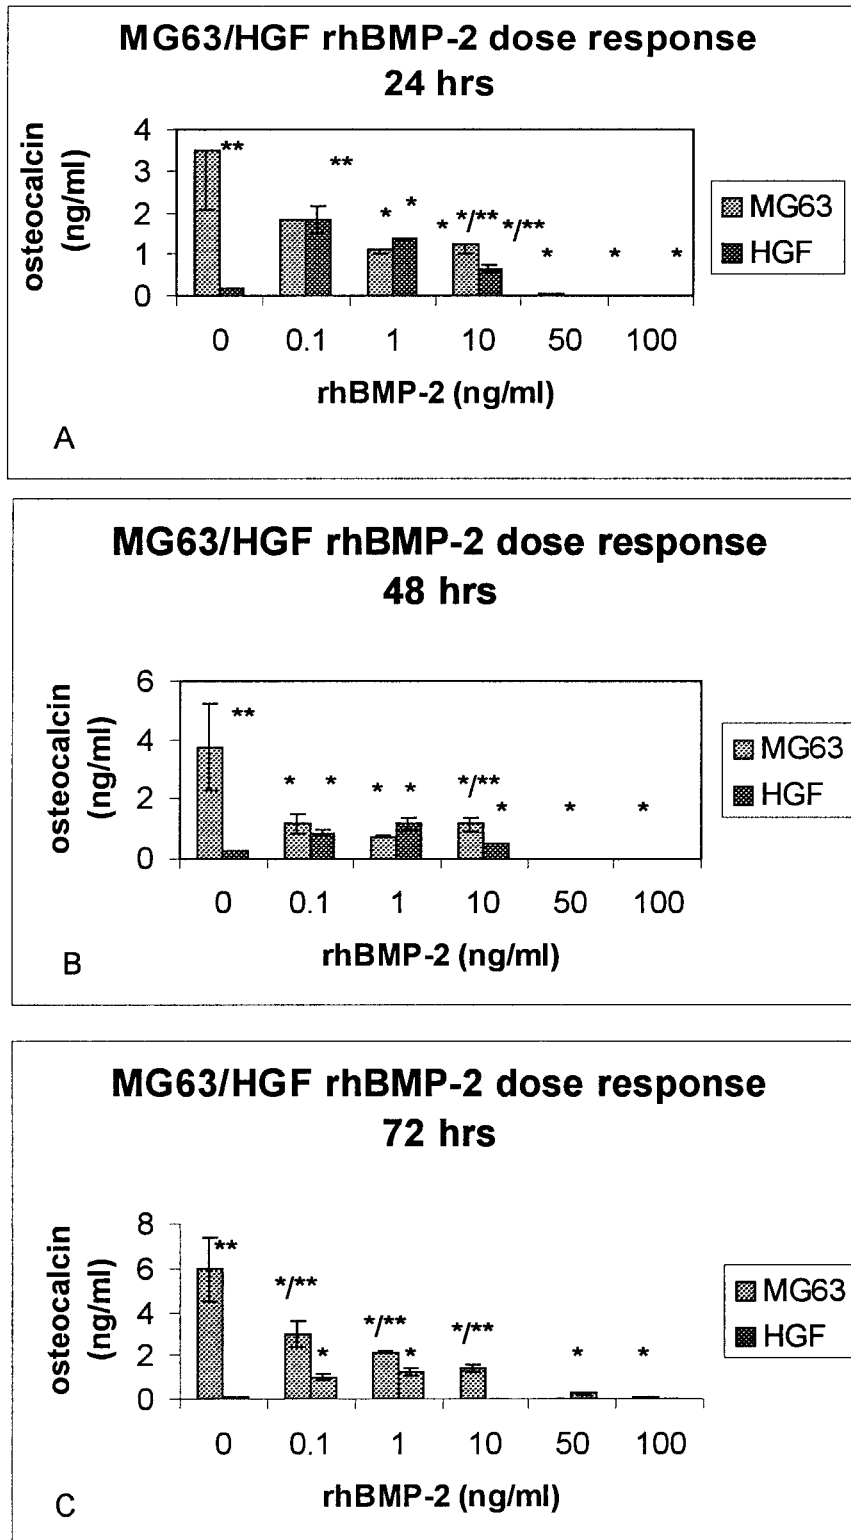 MG63/HGF rhBMP-2 dose response
24 hrs
osteocalcin
(ng/ml)
4
3
2
1
0
** ** * * * */** */** * * *
0 0.1 1 10 50 100
rhBMP-2 (ng/ml)
MG63
HGF
A
MG63/HGF rhBMP-2 dose response
48 hrs
osteocalcin
(ng/ml)
6
4
2
0
** * * * * */** * * *
0 0.1 1 10 50 100
rhBMP-2 (ng/ml)
MG63
HGF
B
MG63/HGF rhBMP-2 dose response
72 hrs
osteocalcin
(ng/ml)
8
6
4
2
0
** */** * */** * */** * *
0 0.1 1 10 50 100
rhBMP-2 (ng/ml)
MG63
HGF
C